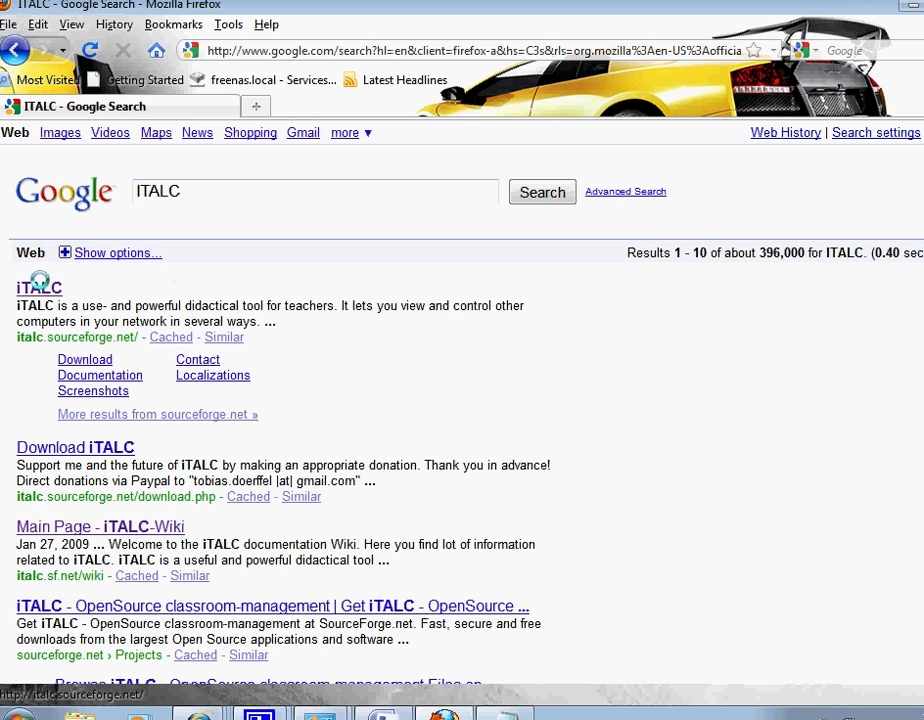 ITALC - Google Search - Mozilla Firefox
File Edit View History Bookmarks Tools Help
http://www.google.com/search?hl=en&client=firefox-a&hs=C3s&rls=org.mozilla%3Aen-US%3Aofficia Google
Most Visited Getting Started freenas.local - Services... Latest Headlines
ITALC - Google Search
Web Images Videos Maps News Shopping Gmail more ▼ Web History | Search settings
Google ITALC Search Advanced Search
Web Show options... Results 1 - 10 of about 396,000 for ITALC. (0.40 sec
iTALC
iTALC is a use- and powerful didactical tool for teachers. It lets you view and control other
computers in your network in several ways. ...
italc.sourceforge.net/ - Cached - Similar
Download Contact
Documentation Localizations
Screenshots
More results from sourceforge.net »
Download iTALC
Support me and the future of iTALC by making an appropriate donation. Thank you in advance!
Direct donations via Paypal to "tobias.doerffel |at| gmail.com" ...
italc.sourceforge.net/download.php - Cached - Similar
Main Page - iTALC-Wiki
Jan 27, 2009 ... Welcome to the iTALC documentation Wiki. Here you find lot of information
related to iTALC. iTALC is a useful and powerful didactical tool ...
italc.sf.net/wiki - Cached - Similar
iTALC - OpenSource classroom-management | Get iTALC - OpenSource ...
Get iTALC - OpenSource classroom-management at SourceForge.net. Fast, secure and free
downloads from the largest Open Source applications and software ...
sourceforge.net › Projects - Cached - Similar
Browse iTALC - OpenSource classroom-management Files on
http://italc.sourceforge.net/